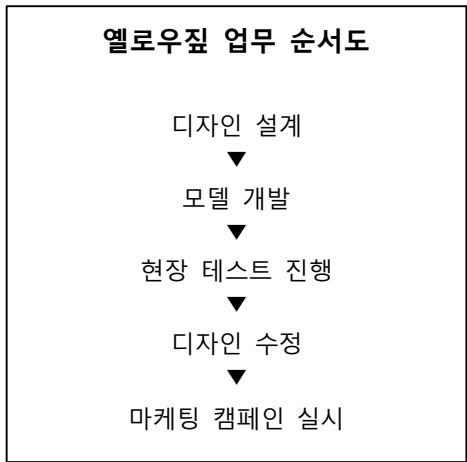 옐로우짚 업무 순서도
디자인 설계
▼
모델 개발
▼
현장 테스트 진행
▼
디자인 수정
▼
마케팅 캠페인 실시